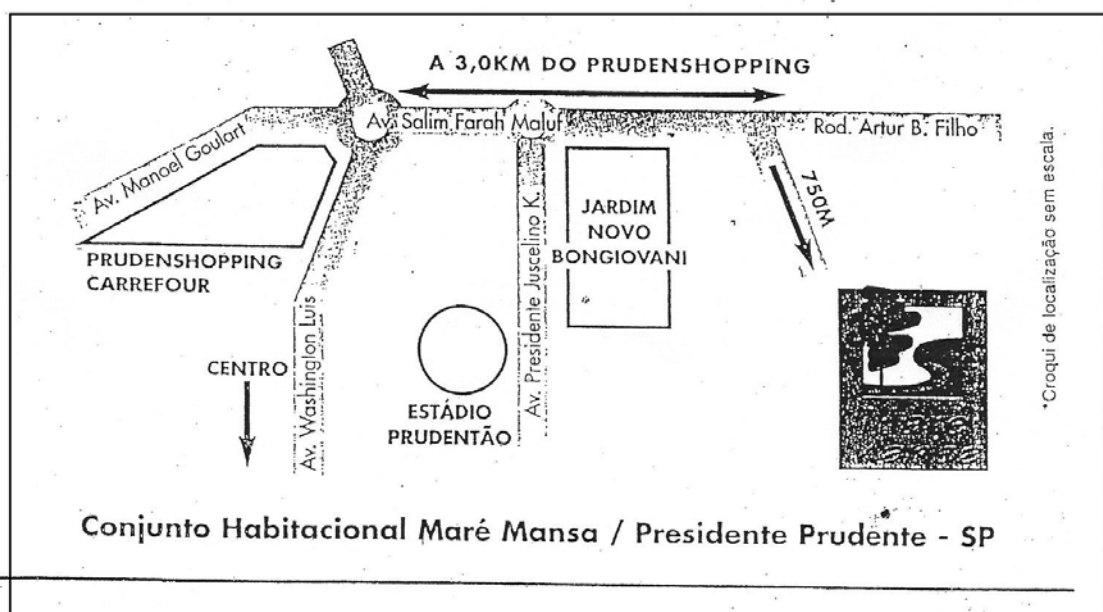 A 3,0KM DO PRUDENSHOPPING
Av. Salim Farah Maluf
Rod. Artur B. Filho
Av. Manoel Goulart
750M
JARDIM
NOVO
BONGIOVANI
PRUDENSHOPPING
CARREFOUR
Av. Presidente Juscelino K.
CENTRO
Av. Washington Luis
ESTÁDIO
PRUDENTÃO
*Croqui de localização sem escala.
Conjunto Habitacional Maré Mansa / Presidente Prudente - SP